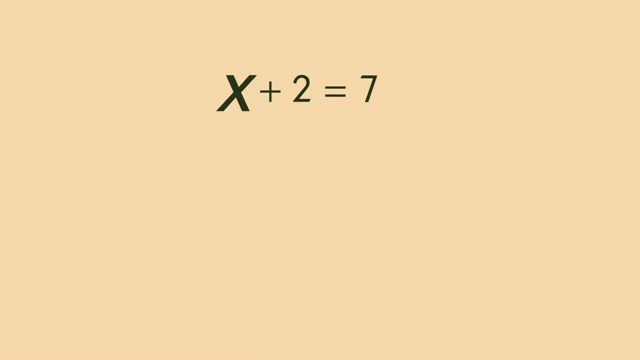 x + 2 = 7